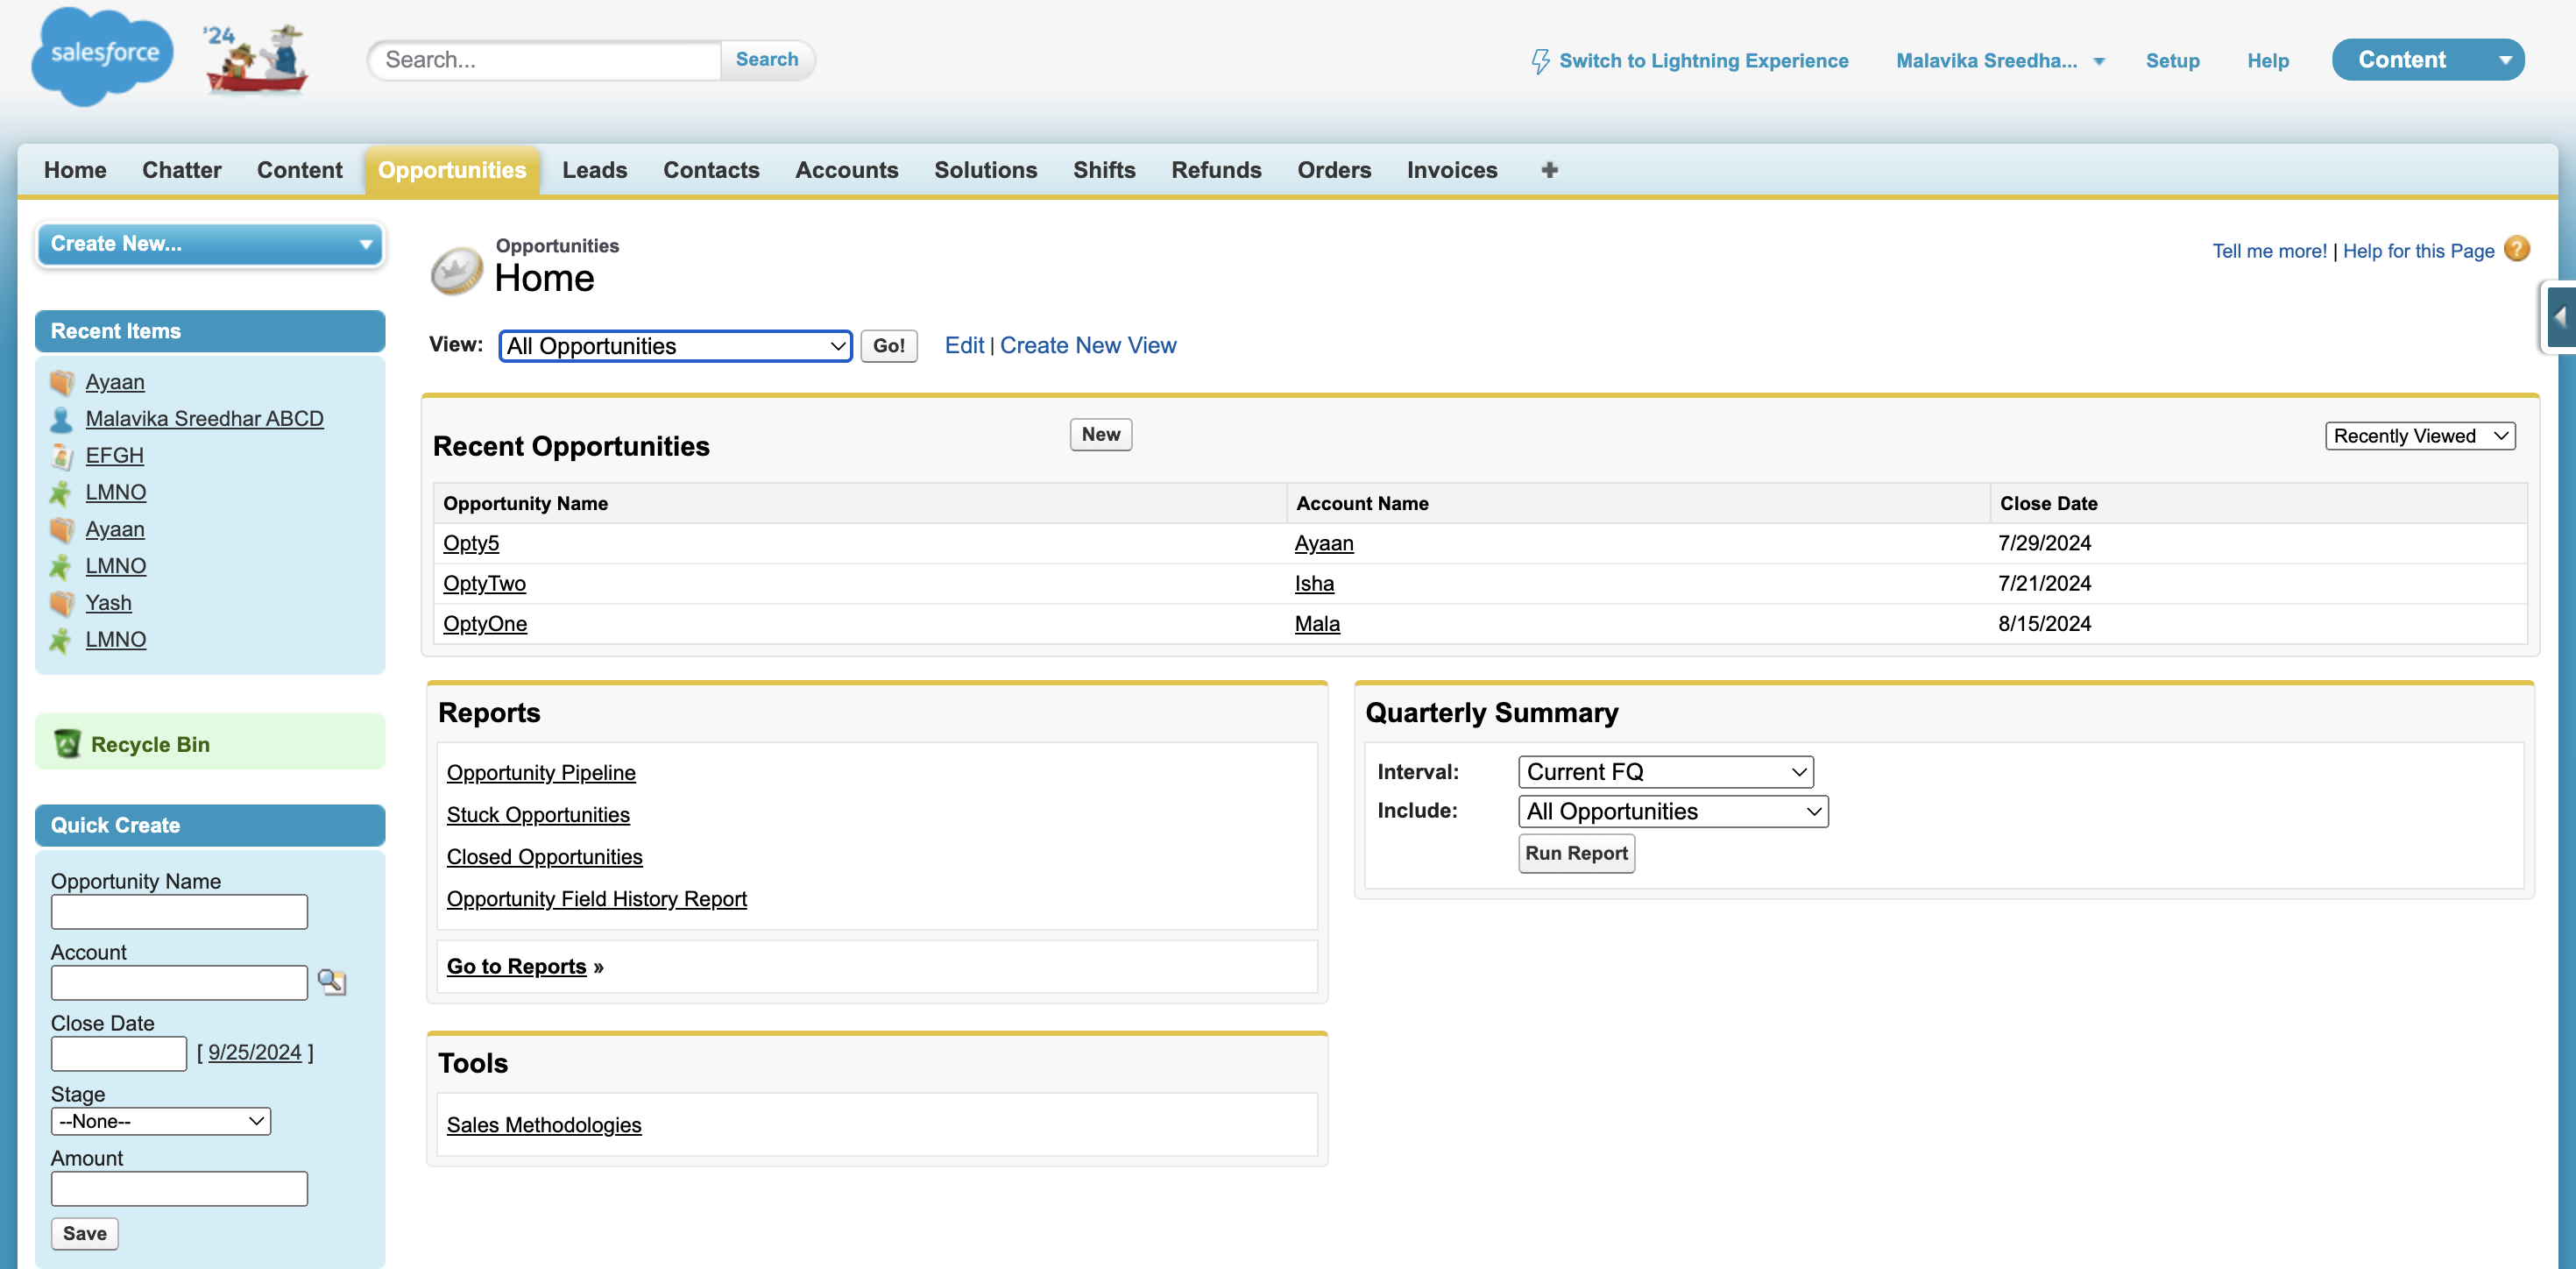 salesforce
'24
Search...
Search
Switch to Lightning Experience
Malavika Sreedha...
Setup
Help
Content
Home
Chatter
Content
Opportunities
Leads
Contacts
Accounts
Solutions
Shifts
Refunds
Orders
Invoices
+
Create New...
Recent Items
Ayaan
Malavika Sreedhar ABCD
EFGH
LMNO
Ayaan
LMNO
Yash
LMNO
Recycle Bin
Quick Create
Opportunity Name
Account
Close Date
[ 9/25/2024 ]
Stage
--None--
Amount
Save
Opportunities
Home
Tell me more! | Help for this Page ?
View: All Opportunities Go! Edit | Create New View
Recent Opportunities
New
Recently Viewed
Opportunity Name Account Name Close Date
Opty5 Ayaan 7/29/2024
OptyTwo Isha 7/21/2024
OptyOne Mala 8/15/2024
Reports
Opportunity Pipeline
Stuck Opportunities
Closed Opportunities
Opportunity Field History Report
Go to Reports »
Quarterly Summary
Interval: Current FQ
Include: All Opportunities
Run Report
Tools
Sales Methodologies